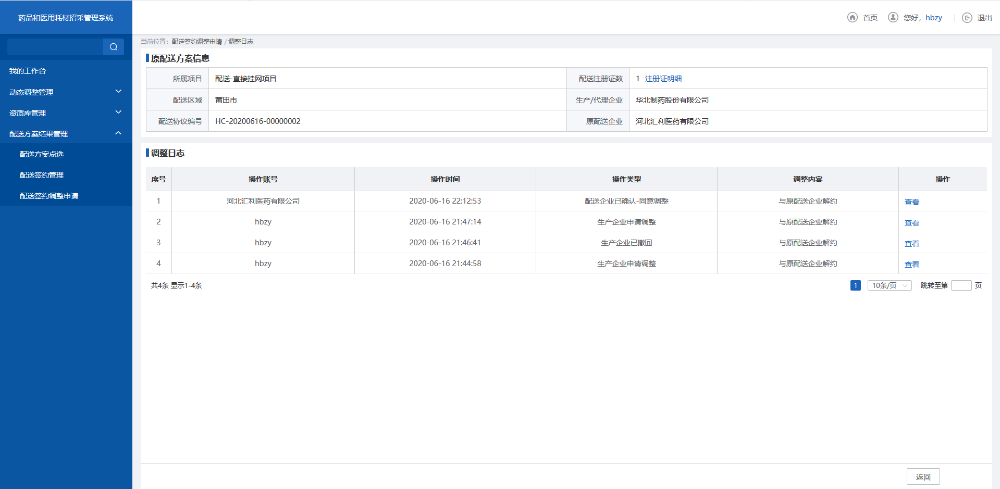 药品和医用耗材招采管理系统
首页
您好，hbzy
退出
当前位置：配送签约调整申请 / 调整日志
我的工作台
动态调整管理
资质库管理
配送方案结果管理
配送方案点选
配送签约管理
配送签约调整申请
原配送方案信息
所属项目 配送-直接挂网项目 配送注册证数 1 注册证明细
配送区域 莆田市 生产/代理企业 华北制药股份有限公司
配送协议编号 HC-20200616-00000002 原配送企业 河北汇利医药有限公司
调整日志
序号 操作账号 操作时间 操作类型 调整内容 操作
1 河北汇利医药有限公司 2020-06-16 22:12:53 配送企业已确认-同意调整 与原配送企业解约 查看
2 hbzy 2020-06-16 21:47:14 生产企业申请调整 与原配送企业解约 查看
3 hbzy 2020-06-16 21:46:41 生产企业已撤回 与原配送企业解约 查看
4 hbzy 2020-06-16 21:44:58 生产企业申请调整 与原配送企业解约 查看
共4条 显示1-4条 1 10条/页 跳转至第 页
返回